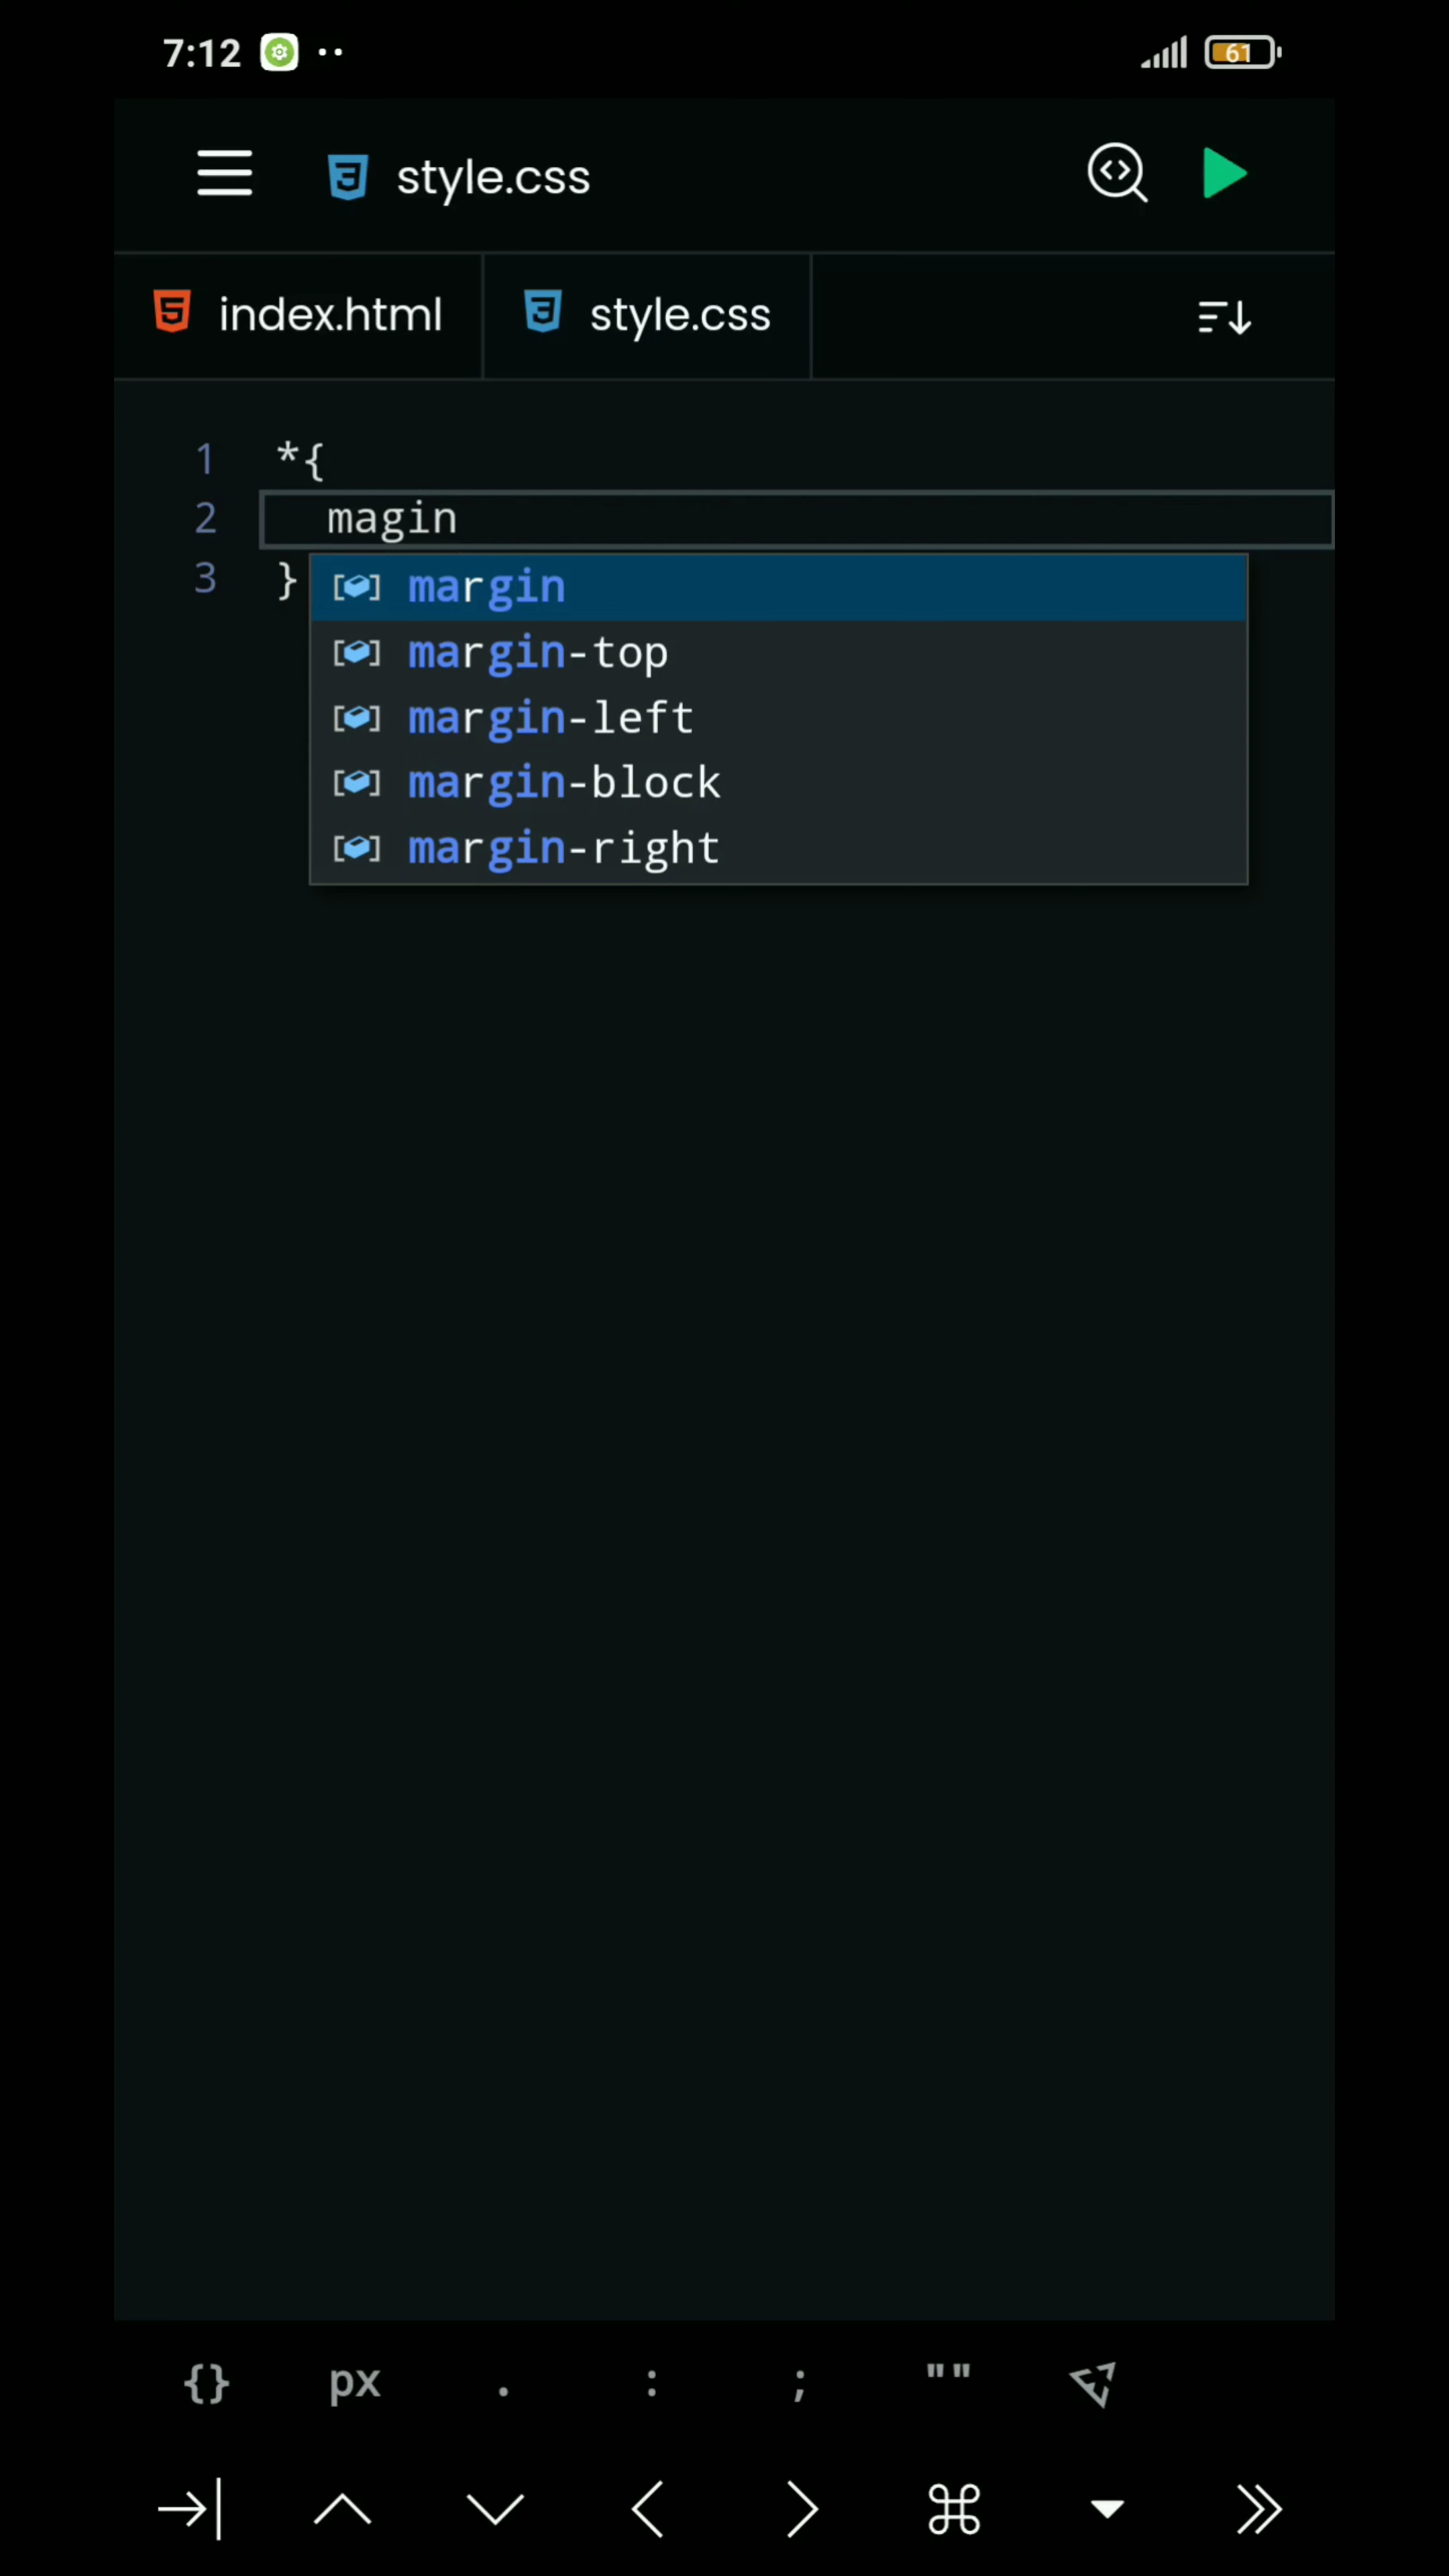 7:12
61
style.css
index.html
style.css
1 *{
2 magin
3 }
margin
margin-top
margin-left
margin-block
margin-right
{} px . : ; ""